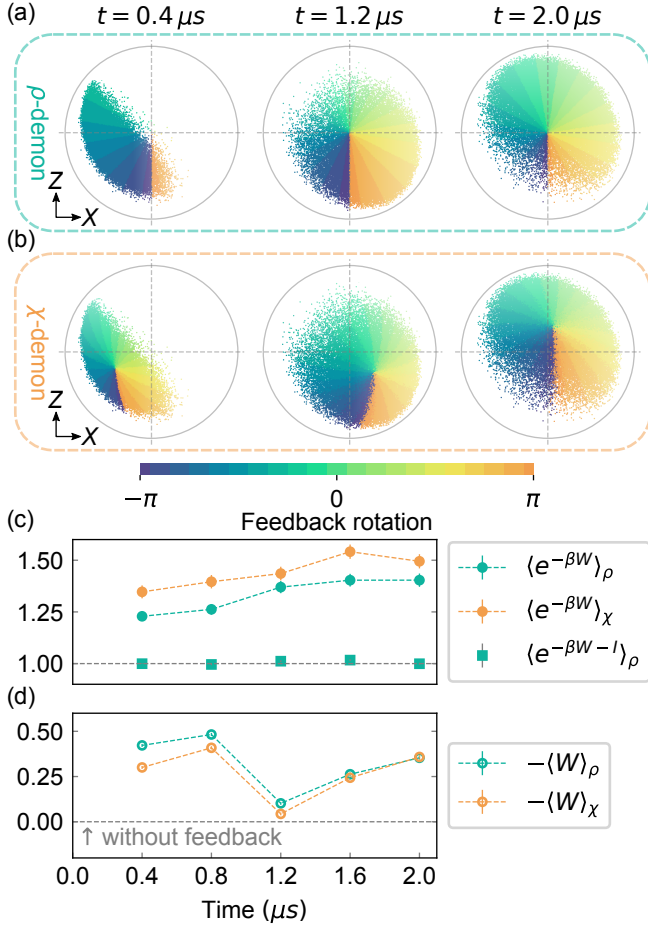 (a)
t = 0.4 μs
t = 1.2 μs
t = 2.0 μs
ρ-demon
Z
X
(b)
χ-demon
Z
X
−π
0
π
Feedback rotation
(c)
1.50
1.25
1.00
⟨e^{−βW}⟩_ρ
⟨e^{−βW}⟩_χ
⟨e^{−βW−I}⟩_ρ
(d)
0.50
0.25
0.00
↑ without feedback
−⟨W⟩_ρ
−⟨W⟩_χ
0.0
0.4
0.8
1.2
1.6
2.0
Time (μs)